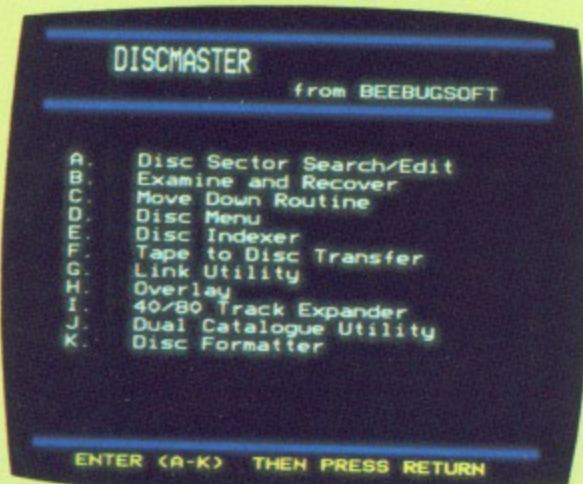 DISCMASTER
from BEEBUGSOFT
A. Disc Sector Search/Edit
B. Examine and Recover
C. Move Down Routine
D. Disc Menu
E. Disc Indexer
F. Tape to Disc Transfer
G. Link Utility
H. Overlay
I. 40/80 Track Expander
J. Dual Catalogue Utility
K. Disc Formatter
ENTER (A-K) THEN PRESS RETURN